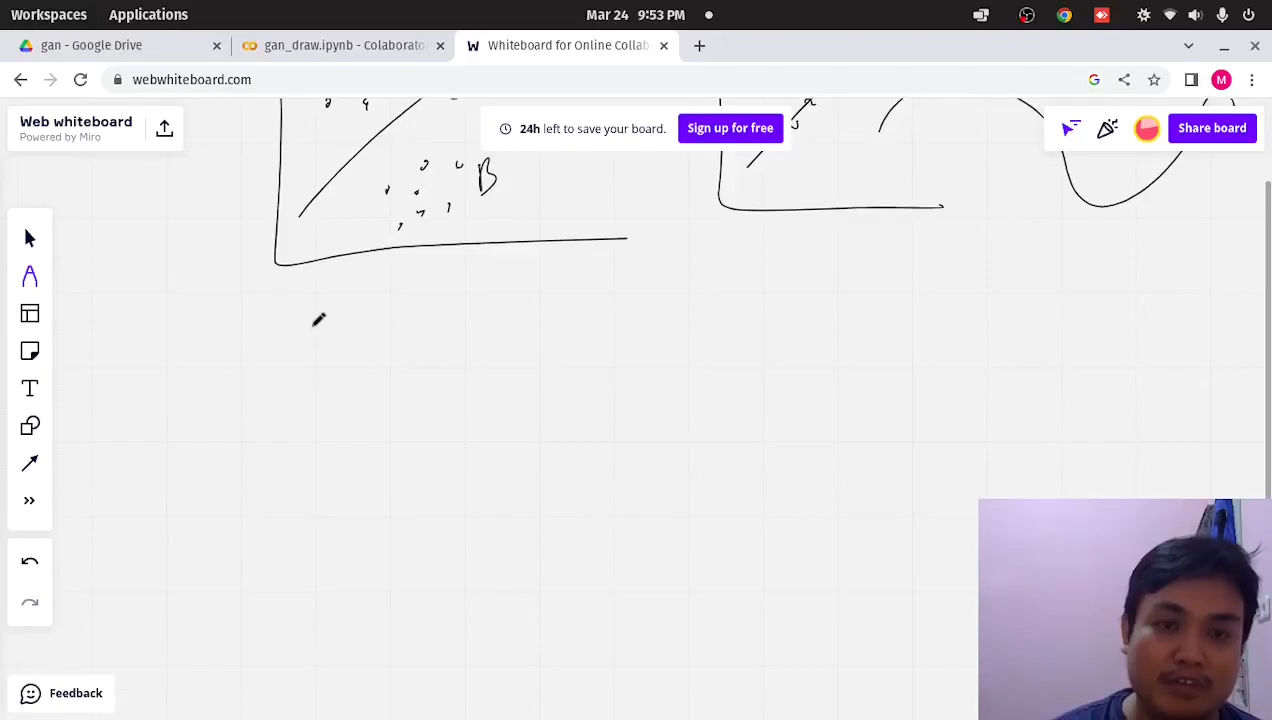 Workspaces Applications Mar 24 9:53 PM
gan - Google Drive gan_draw.ipynb - Colaborato Whiteboard for Online Collab
webwhiteboard.com G M
Web whiteboard
Powered by Miro
24h left to save your board. Sign up for free
Share board
B
T
Feedback